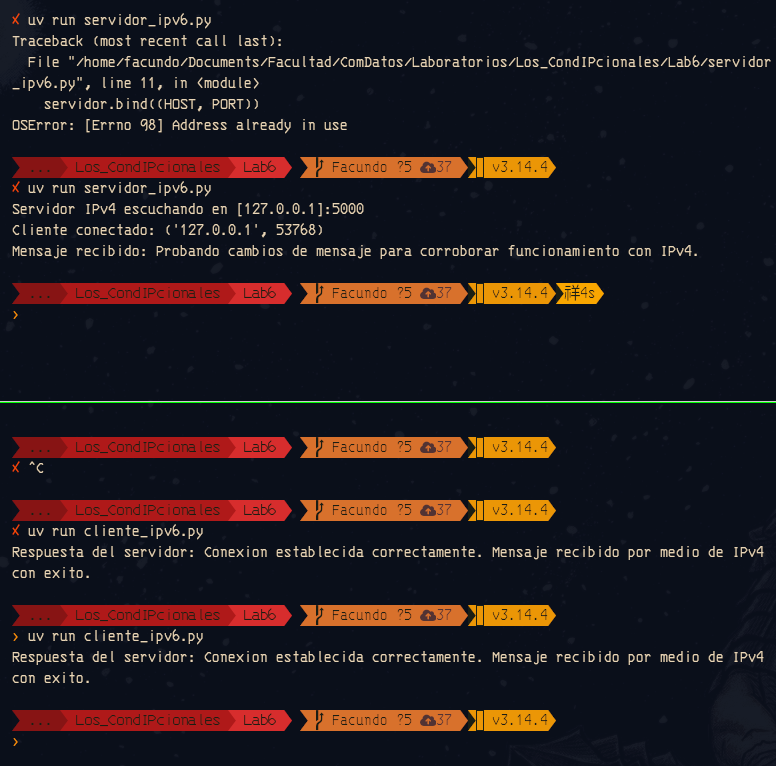 ✗ uv run servidor_ipv6.py
Traceback (most recent call last):
  File "/home/facundo/Documents/Facultad/ComDatos/Laboratorios/Los_CondIPcionales/Lab6/servidor
_ipv6.py", line 11, in <module>
    servidor.bind((HOST, PORT))
OSError: [Errno 98] Address already in use
... Los_CondIPcionales Lab6 Facundo ?5 37 v3.14.4
✗ uv run servidor_ipv6.py
Servidor IPv4 escuchando en [127.0.0.1]:5000
Cliente conectado: ('127.0.0.1', 53768)
Mensaje recibido: Probando cambios de mensaje para corroborar funcionamiento con IPv4.
... Los_CondIPcionales Lab6 Facundo ?5 37 v3.14.4 祥4s
›
... Los_CondIPcionales Lab6 Facundo ?5 37 v3.14.4
✗ ^C
... Los_CondIPcionales Lab6 Facundo ?5 37 v3.14.4
✗ uv run cliente_ipv6.py
Respuesta del servidor: Conexion establecida correctamente. Mensaje recibido por medio de IPv4
con exito.
... Los_CondIPcionales Lab6 Facundo ?5 37 v3.14.4
› uv run cliente_ipv6.py
Respuesta del servidor: Conexion establecida correctamente. Mensaje recibido por medio de IPv4
con exito.
... Los_CondIPcionales Lab6 Facundo ?5 37 v3.14.4
›